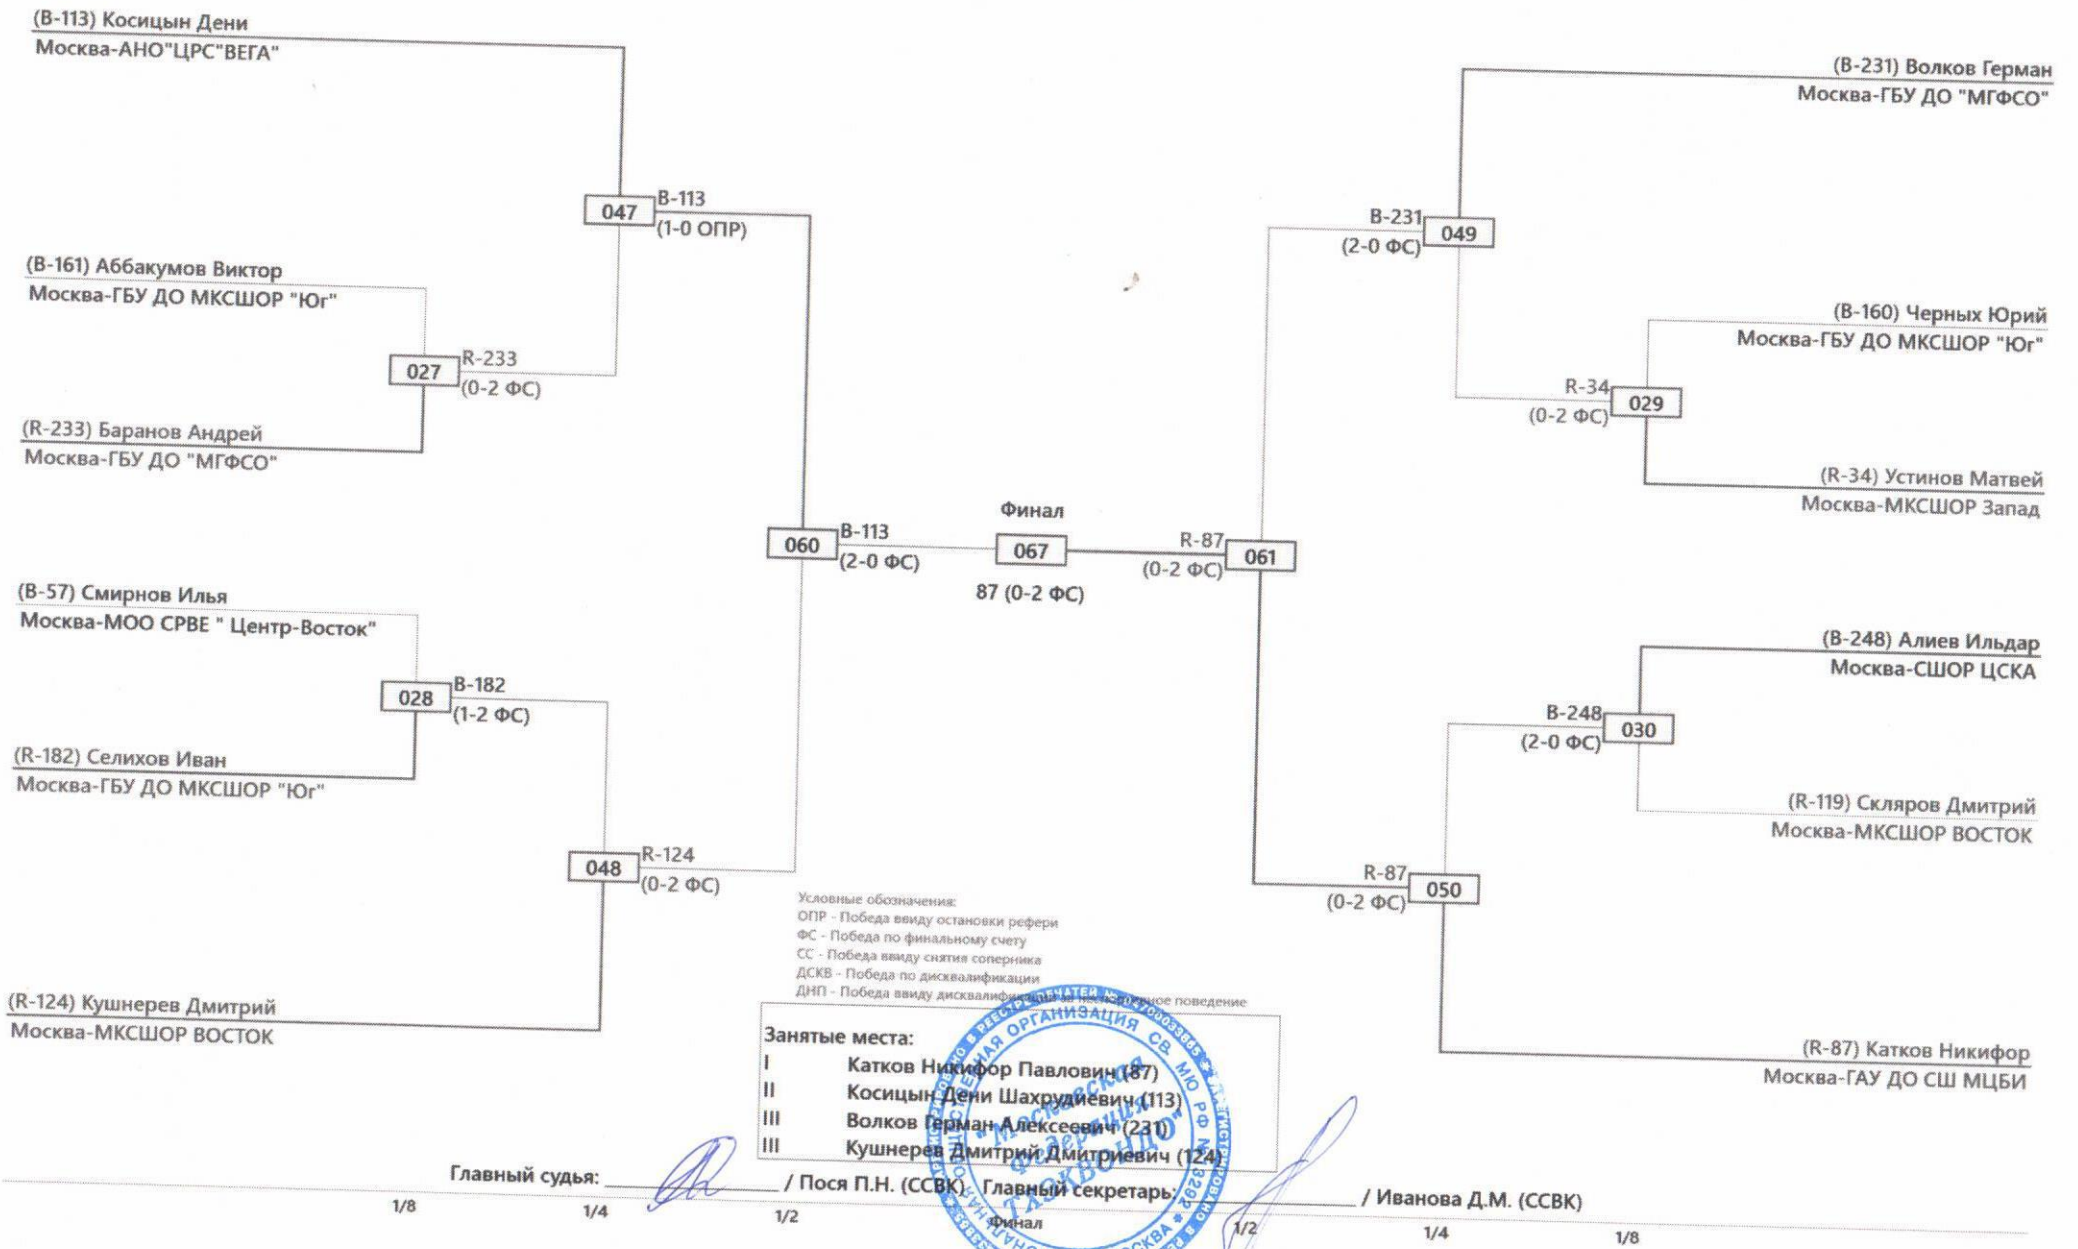 (B-113) Косицын Дени
Москва-АНО"ЦРС"ВЕГА"
047
B-113
(1-0 ОПР)
(B-161) Аббакумов Виктор
Москва-ГБУ ДО МКСШОР "Юг"
027
R-233
(0-2 ФС)
(R-233) Баранов Андрей
Москва-ГБУ ДО "МГФСО"
060
B-113
(2-0 ФС)
(B-57) Смирнов Илья
Москва-МОО СРВЕ " Центр-Восток"
028
B-182
(1-2 ФС)
(R-182) Селихов Иван
Москва-ГБУ ДО МКСШОР "Юг"
048
R-124
(0-2 ФС)
(R-124) Кушнерев Дмитрий
Москва-МКСШОР ВОСТОК
Финал
067
87 (0-2 ФС)
(B-231) Волков Герман
Москва-ГБУ ДО "МГФСО"
B-231
(2-0 ФС)
049
(B-160) Черных Юрий
Москва-ГБУ ДО МКСШОР "Юг"
R-34
(0-2 ФС)
029
(R-34) Устинов Матвей
Москва-МКСШОР Запад
R-87
(0-2 ФС)
061
(B-248) Алиев Ильдар
Москва-СШОР ЦСКА
B-248
(2-0 ФС)
030
(R-119) Скляров Дмитрий
Москва-МКСШОР ВОСТОК
R-87
(0-2 ФС)
050
(R-87) Катков Никифор
Москва-ГАУ ДО СШ МЦБИ
Условные обозначения:
ОПР - Победа ввиду остановки рефери
ФС - Победа по финальному счету
СС - Победа ввиду снятия соперника
ДСКВ - Победа по дисквалификации
ДНП - Победа ввиду дисквалификации за неспортивное поведение
Занятые места:
I Катков Никифор Павлович (87)
II Косицын Дени Шахрудиевич (113)
III Волков Герман Алексеевич (231)
III Кушнерев Дмитрий Дмитриевич (124)
"Московская
Федерация
ТХЭКВОНДО"
Главный судья: / Пося П.Н. (ССВК) Главный секретарь: / Иванова Д.М. (ССВК)
1/8 1/4 1/2 Финал 1/2 1/4 1/8